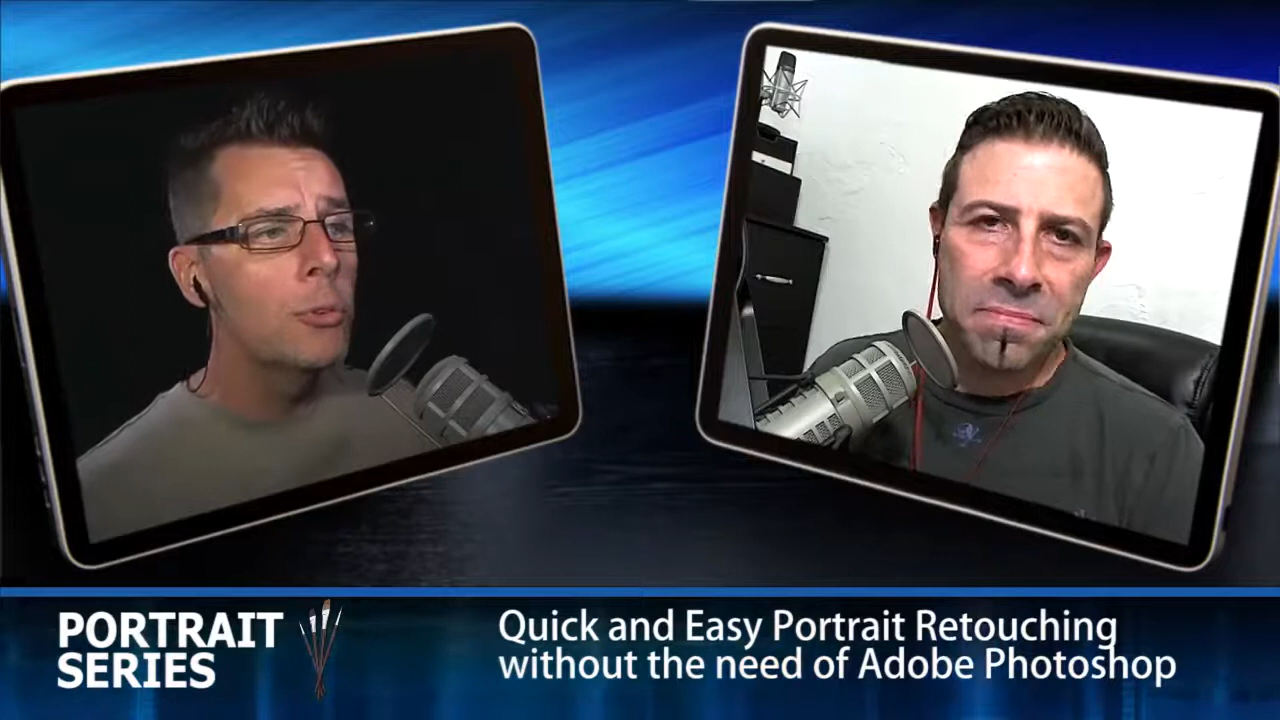 PORTRAIT
SERIES
Quick and Easy Portrait Retouching
without the need of Adobe Photoshop